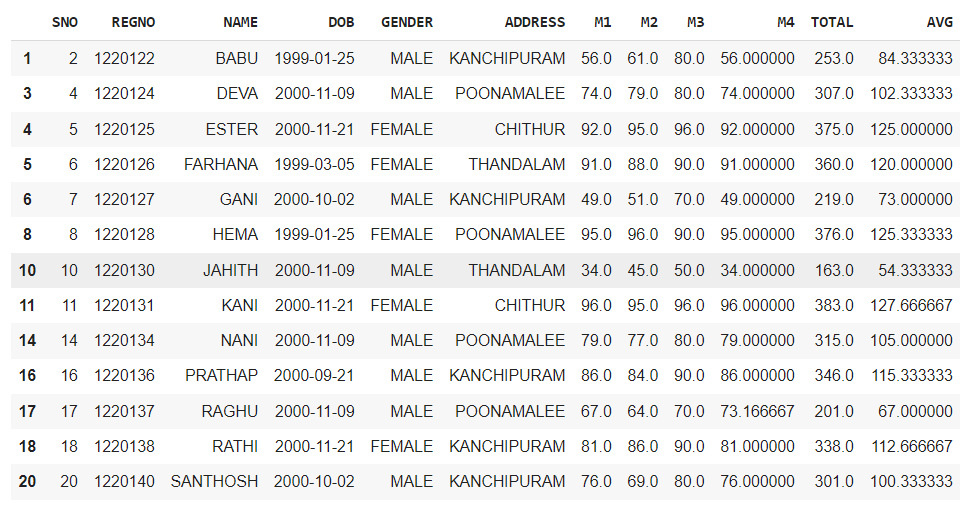 SNO REGNO NAME DOB GENDER ADDRESS M1 M2 M3 M4 TOTAL AVG
1 2 1220122 BABU 1999-01-25 MALE KANCHIPURAM 56.0 61.0 80.0 56.000000 253.0 84.333333
3 4 1220124 DEVA 2000-11-09 MALE POONAMALEE 74.0 79.0 80.0 74.000000 307.0 102.333333
4 5 1220125 ESTER 2000-11-21 FEMALE CHITHUR 92.0 95.0 96.0 92.000000 375.0 125.000000
5 6 1220126 FARHANA 1999-03-05 FEMALE THANDALAM 91.0 88.0 90.0 91.000000 360.0 120.000000
6 7 1220127 GANI 2000-10-02 MALE KANCHIPURAM 49.0 51.0 70.0 49.000000 219.0 73.000000
8 8 1220128 HEMA 1999-01-25 FEMALE POONAMALEE 95.0 96.0 90.0 95.000000 376.0 125.333333
10 10 1220130 JAHITH 2000-11-09 MALE THANDALAM 34.0 45.0 50.0 34.000000 163.0 54.333333
11 11 1220131 KANI 2000-11-21 FEMALE CHITHUR 96.0 95.0 96.0 96.000000 383.0 127.666667
14 14 1220134 NANI 2000-11-09 MALE POONAMALEE 79.0 77.0 80.0 79.000000 315.0 105.000000
16 16 1220136 PRATHAP 2000-09-21 MALE KANCHIPURAM 86.0 84.0 90.0 86.000000 346.0 115.333333
17 17 1220137 RAGHU 2000-11-09 MALE POONAMALEE 67.0 64.0 70.0 73.166667 201.0 67.000000
18 18 1220138 RATHI 2000-11-21 FEMALE KANCHIPURAM 81.0 86.0 90.0 81.000000 338.0 112.666667
20 20 1220140 SANTHOSH 2000-10-02 MALE KANCHIPURAM 76.0 69.0 80.0 76.000000 301.0 100.333333